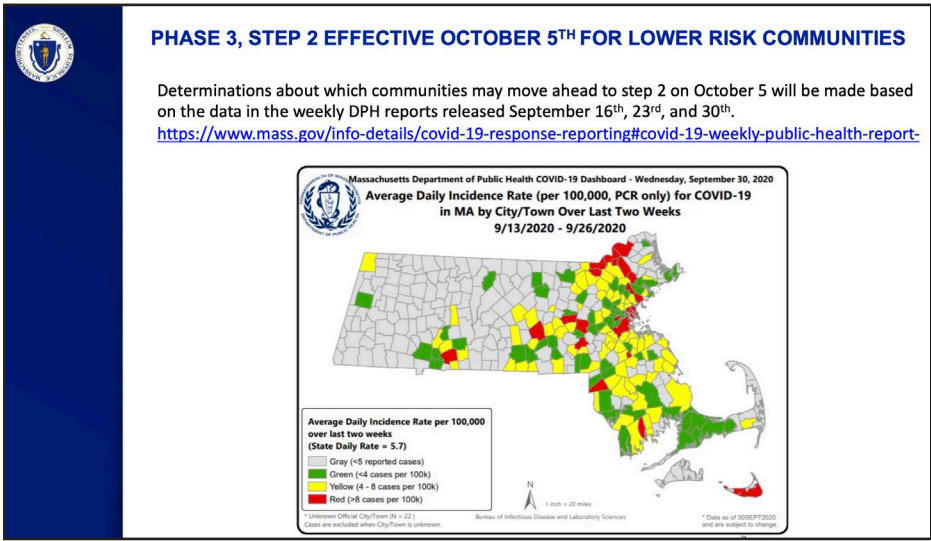 PHASE 3, STEP 2 EFFECTIVE OCTOBER 5TH FOR LOWER RISK COMMUNITIES
Determinations about which communities may move ahead to step 2 on October 5 will be made based
on the data in the weekly DPH reports released September 16th, 23rd, and 30th.
https://www.mass.gov/info-details/covid-19-response-reporting#covid-19-weekly-public-health-report-
Massachusetts Department of Public Health COVID-19 Dashboard - Wednesday, September 30, 2020
Average Daily Incidence Rate (per 100,000, PCR only) for COVID-19
in MA by City/Town Over Last Two Weeks
9/13/2020 - 9/26/2020
Average Daily Incidence Rate per 100,000
over last two weeks
(State Daily Rate = 5.7)
Gray (<5 reported cases)
Green (<4 cases per 100k)
Yellow (4 - 8 cases per 100k)
Red (>8 cases per 100k)
* Unknown Official City/Town (N = 22 )
Cases are excluded when City/Town is unknown.
N
1 inch = 20 miles
Bureau of Infectious Disease and Laboratory Sciences
* Data as of 30SEPT2020
and are subject to change.